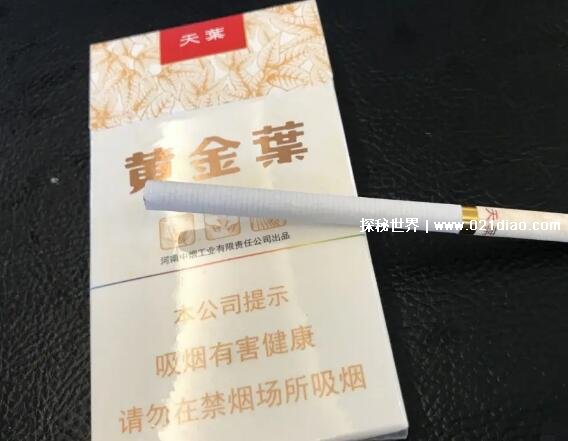 天葉
黄金葉
河南中烟工业有限责任公司出品
本公司提示
吸烟有害健康
请勿在禁烟场所吸烟
天葉
探秘世界 | www.021diao.com